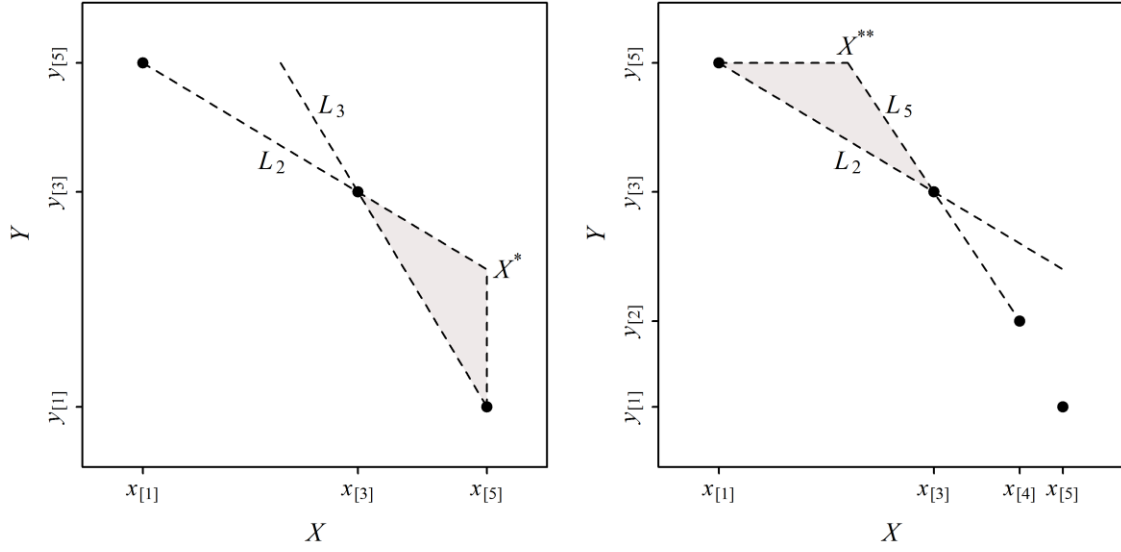 y[5]
y[3]
y[1]
Y
L3
L2
X*
x[1]
x[3]
x[5]
X
y[5]
y[3]
y[2]
y[1]
Y
X**
L5
L2
x[1]
x[3]
x[4]
x[5]
X